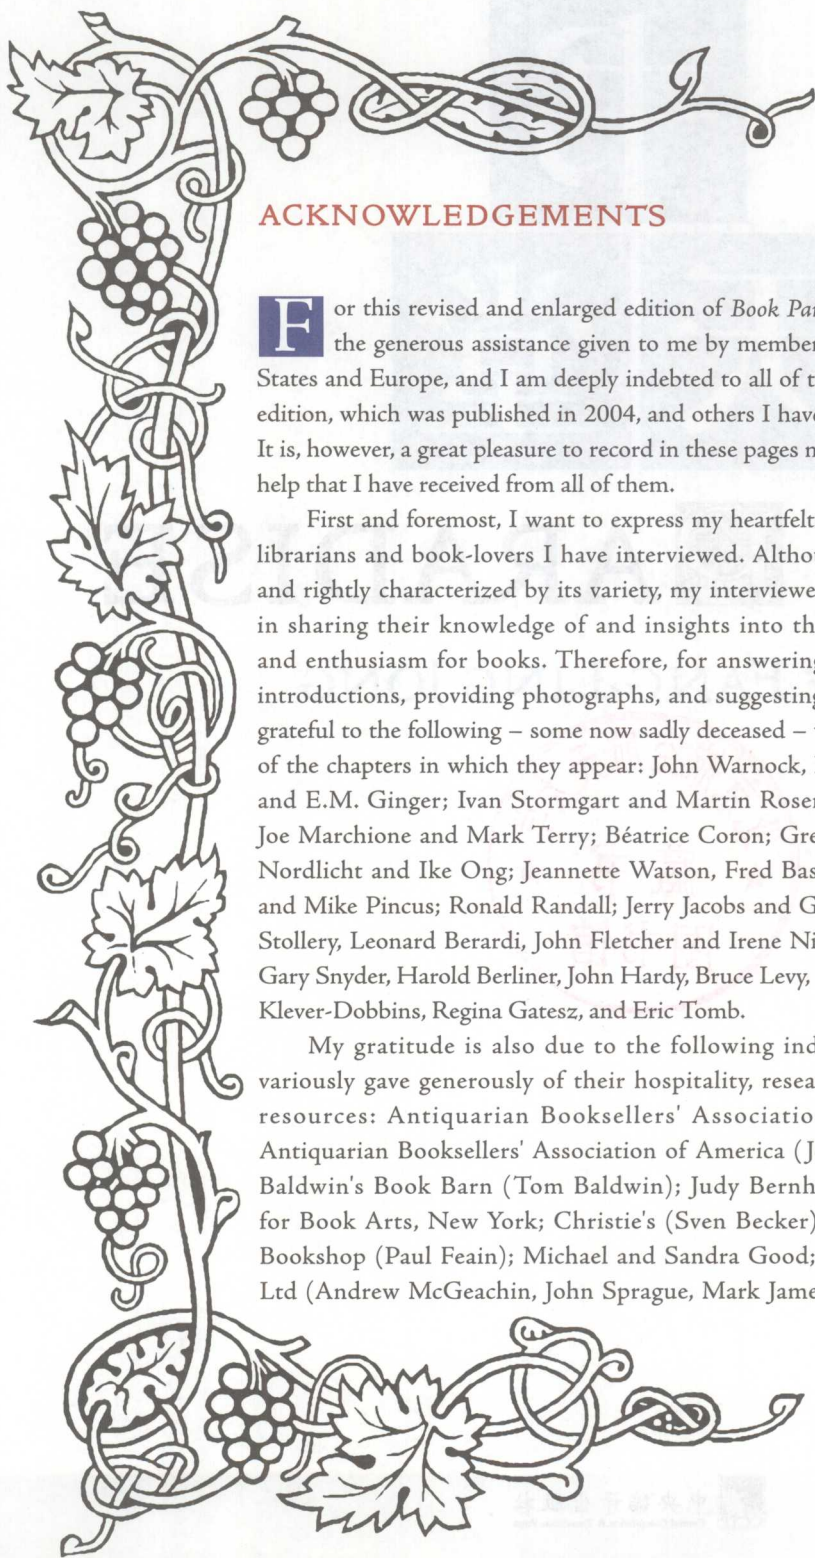 ACKNOWLEDGEMENTS
For this revised and enlarged edition of Book Par
the generous assistance given to me by member
States and Europe, and I am deeply indebted to all of t
edition, which was published in 2004, and others I have
It is, however, a great pleasure to record in these pages m
help that I have received from all of them.
First and foremost, I want to express my heartfelt
librarians and book-lovers I have interviewed. Althou
and rightly characterized by its variety, my interviewe
in sharing their knowledge of and insights into th
and enthusiasm for books. Therefore, for answering
introductions, providing photographs, and suggesting
grateful to the following – some now sadly deceased –
of the chapters in which they appear: John Warnock,
and E.M. Ginger; Ivan Stormgart and Martin Rosen
Joe Marchione and Mark Terry; Béatrice Coron; Gre
Nordlicht and Ike Ong; Jeannette Watson, Fred Bas
and Mike Pincus; Ronald Randall; Jerry Jacobs and G
Stollery, Leonard Berardi, John Fletcher and Irene Ni
Gary Snyder, Harold Berliner, John Hardy, Bruce Levy,
Klever-Dobbins, Regina Gatesz, and Eric Tomb.
My gratitude is also due to the following ind
variously gave generously of their hospitality, resea
resources: Antiquarian Booksellers' Associatio
Antiquarian Booksellers' Association of America (J
Baldwin's Book Barn (Tom Baldwin); Judy Bernh
for Book Arts, New York; Christie's (Sven Becker)
Bookshop (Paul Feain); Michael and Sandra Good;
Ltd (Andrew McGeachin, John Sprague, Mark Jame